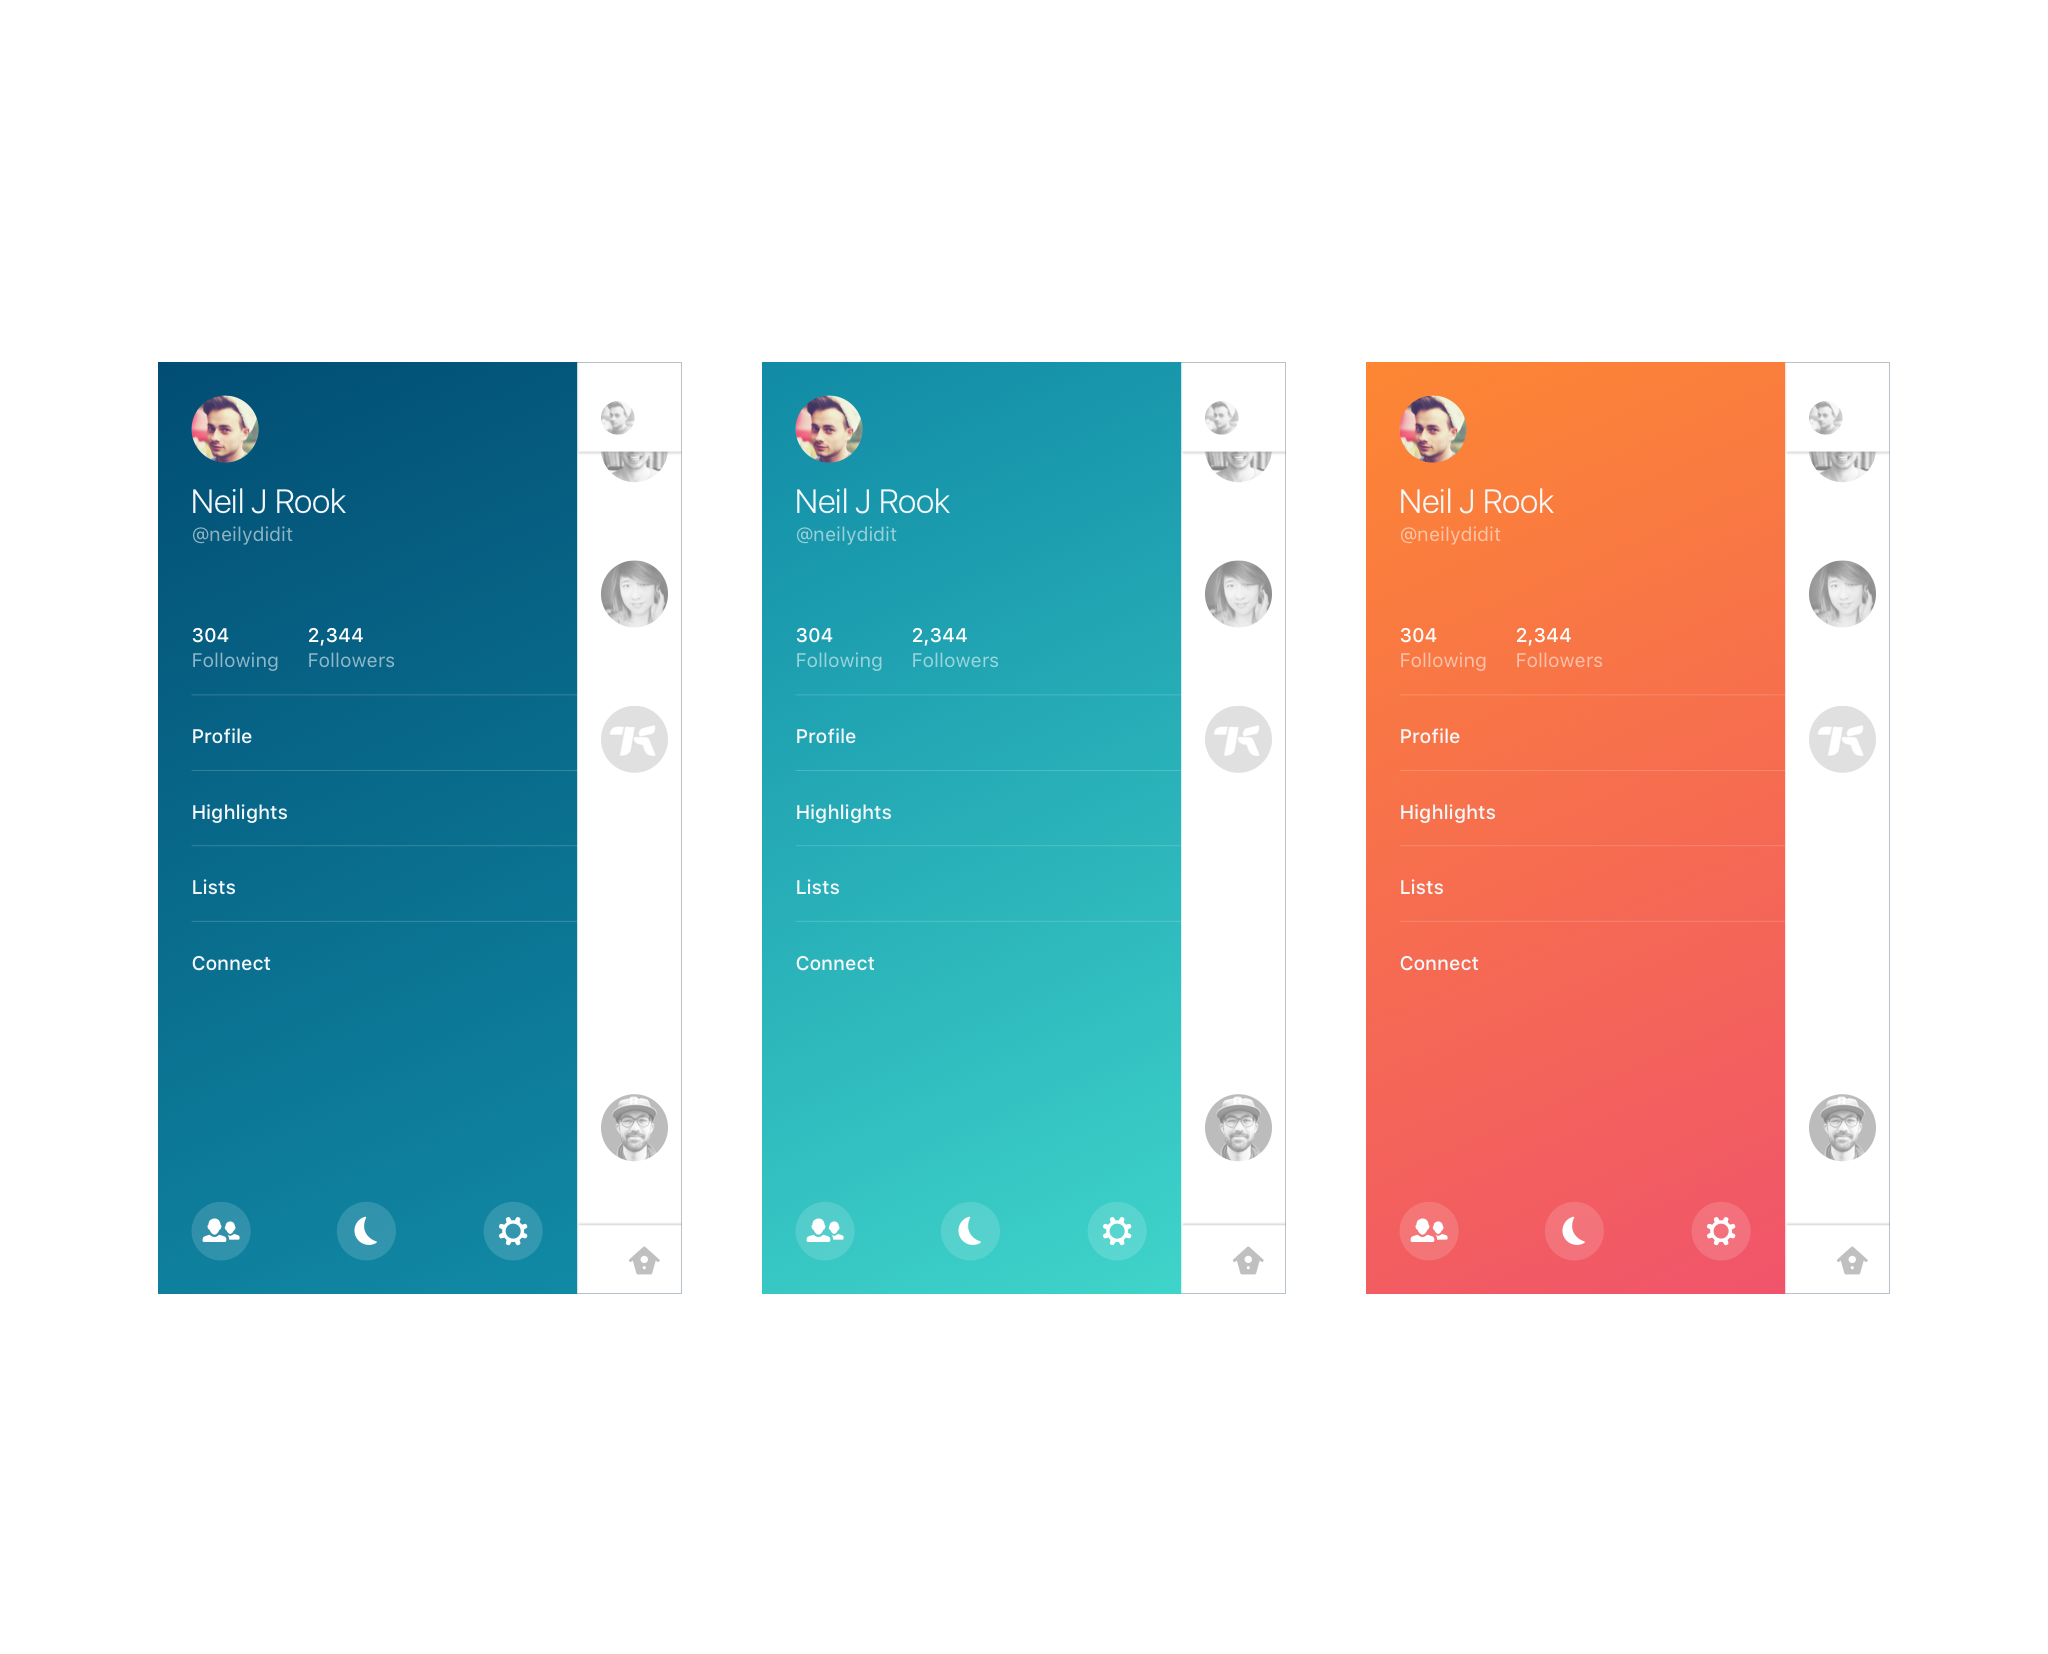 Neil J Rook
@neilydidit
304 2,344
Following Followers
Profile
Highlights
Lists
Connect
Neil J Rook
@neilydidit
304 2,344
Following Followers
Profile
Highlights
Lists
Connect
Neil J Rook
@neilydidit
304 2,344
Following Followers
Profile
Highlights
Lists
Connect